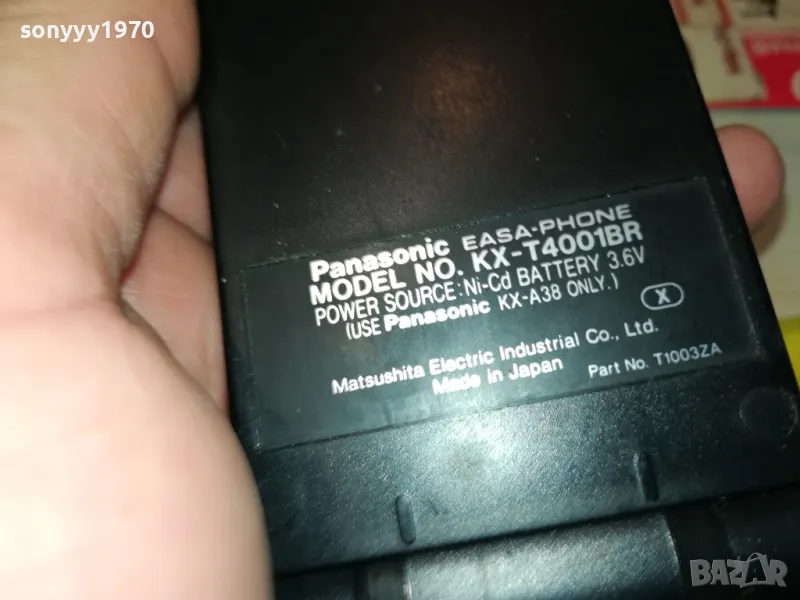 sonyyy1970
Panasonic EASA-PHONE
MODEL NO. KX-T4001BR
POWER SOURCE: Ni-Cd BATTERY 3.6V
(USE Panasonic KX-A38 ONLY.)
X
Matsushita Electric Industrial Co., Ltd.
Made in Japan Part No. T1003ZA
BAZAR